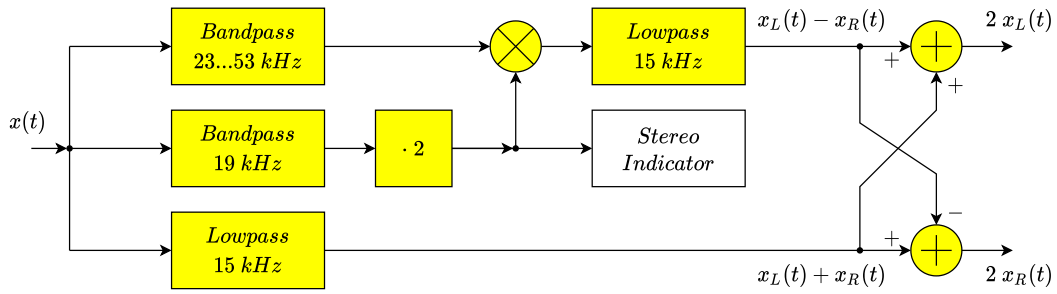 Bandpass
23...53 kHz
Lowpass
15 kHz
x_L(t) − x_R(t)
+
+
2 x_L(t)
x(t)
Bandpass
19 kHz
· 2
Stereo
Indicator
Lowpass
15 kHz
−
+
x_L(t) + x_R(t)
2 x_R(t)